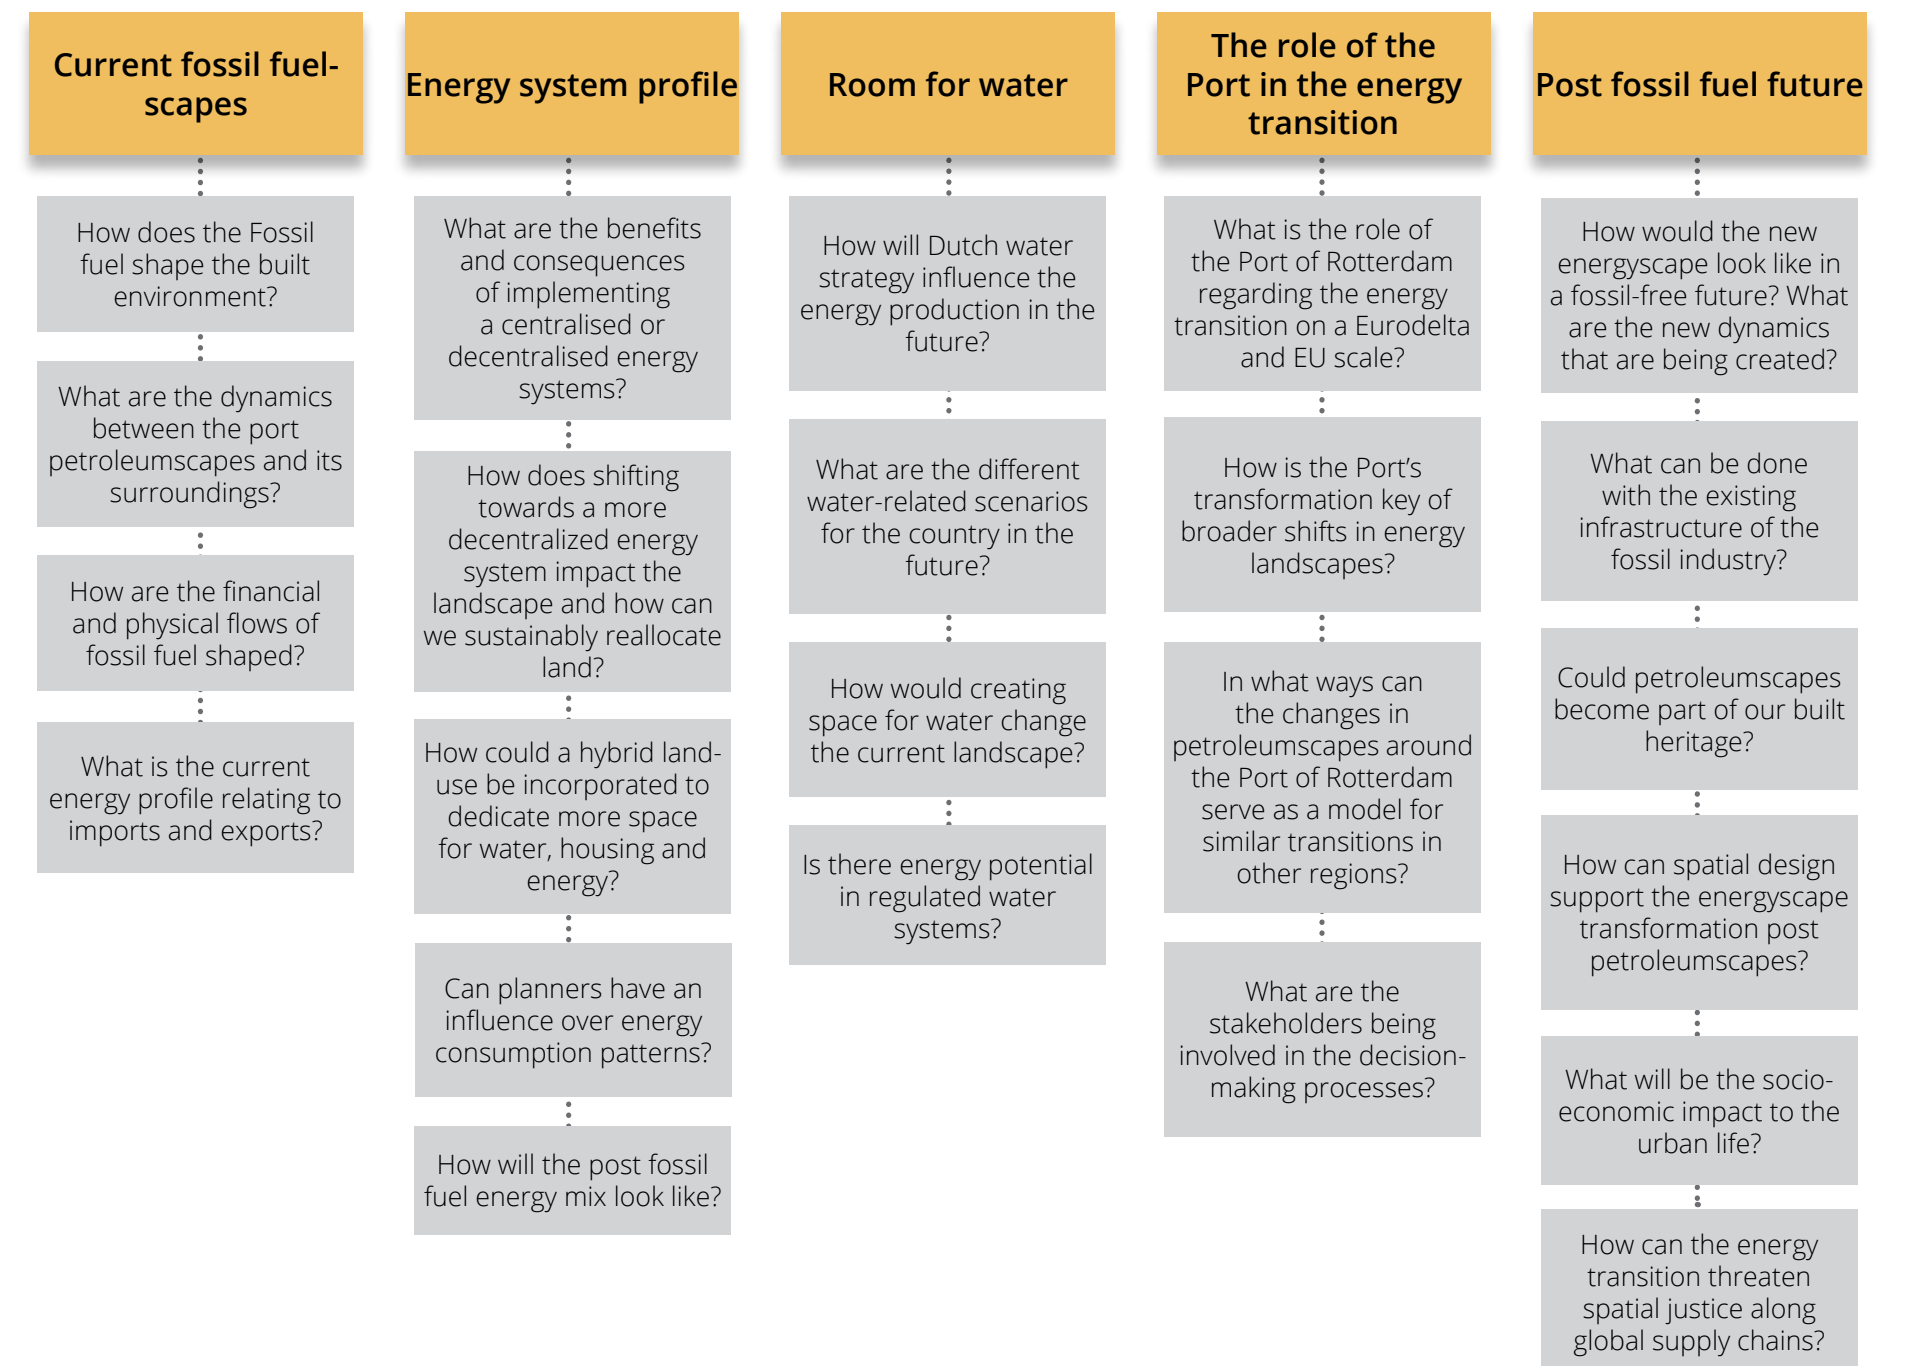 Current fossil fuel-
scapes
How does the Fossil
fuel shape the built
environment?
What are the dynamics
between the port
petroleumscapes and its
surroundings?
How are the financial
and physical flows of
fossil fuel shaped?
What is the current
energy profile relating to
imports and exports?
Energy system profile
What are the benefits
and consequences
of implementing
a centralised or
decentralised energy
systems?
How does shifting
towards a more
decentralized energy
system impact the
landscape and how can
we sustainably reallocate
land?
How could a hybrid land-
use be incorporated to
dedicate more space
for water, housing and
energy?
Can planners have an
influence over energy
consumption patterns?
How will the post fossil
fuel energy mix look like?
Room for water
How will Dutch water
strategy influence the
energy production in the
future?
What are the different
water-related scenarios
for the country in the
future?
How would creating
space for water change
the current landscape?
Is there energy potential
in regulated water
systems?
The role of the
Port in the energy
transition
What is the role of
the Port of Rotterdam
regarding the energy
transition on a Eurodelta
and EU scale?
How is the Port’s
transformation key of
broader shifts in energy
landscapes?
In what ways can
the changes in
petroleumscapes around
the Port of Rotterdam
serve as a model for
similar transitions in
other regions?
What are the
stakeholders being
involved in the decision-
making processes?
Post fossil fuel future
How would the new
energyscape look like in
a fossil-free future? What
are the new dynamics
that are being created?
What can be done
with the existing
infrastructure of the
fossil industry?
Could petroleumscapes
become part of our built
heritage?
How can spatial design
support the energyscape
transformation post
petroleumscapes?
What will be the socio-
economic impact to the
urban life?
How can the energy
transition threaten
spatial justice along
global supply chains?